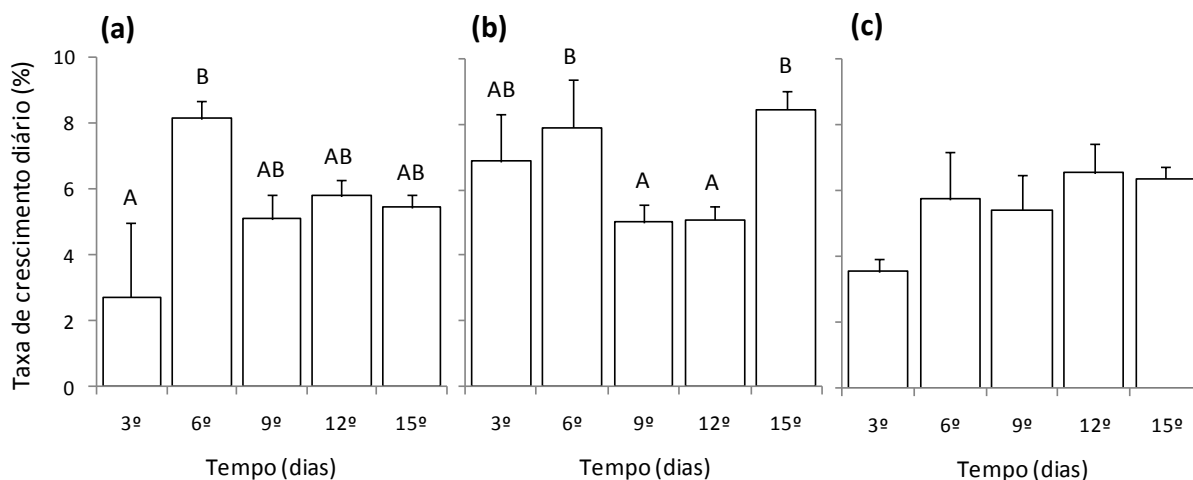 (a)
(b)
(c)
Taxa de crescimento diário (%)
10
8
6
4
2
0
A
B
AB
AB
AB
AB
B
A
A
B
3º 6º 9º 12º 15º
3º 6º 9º 12º 15º
3º 6º 9º 12º 15º
Tempo (dias)
Tempo (dias)
Tempo (dias)